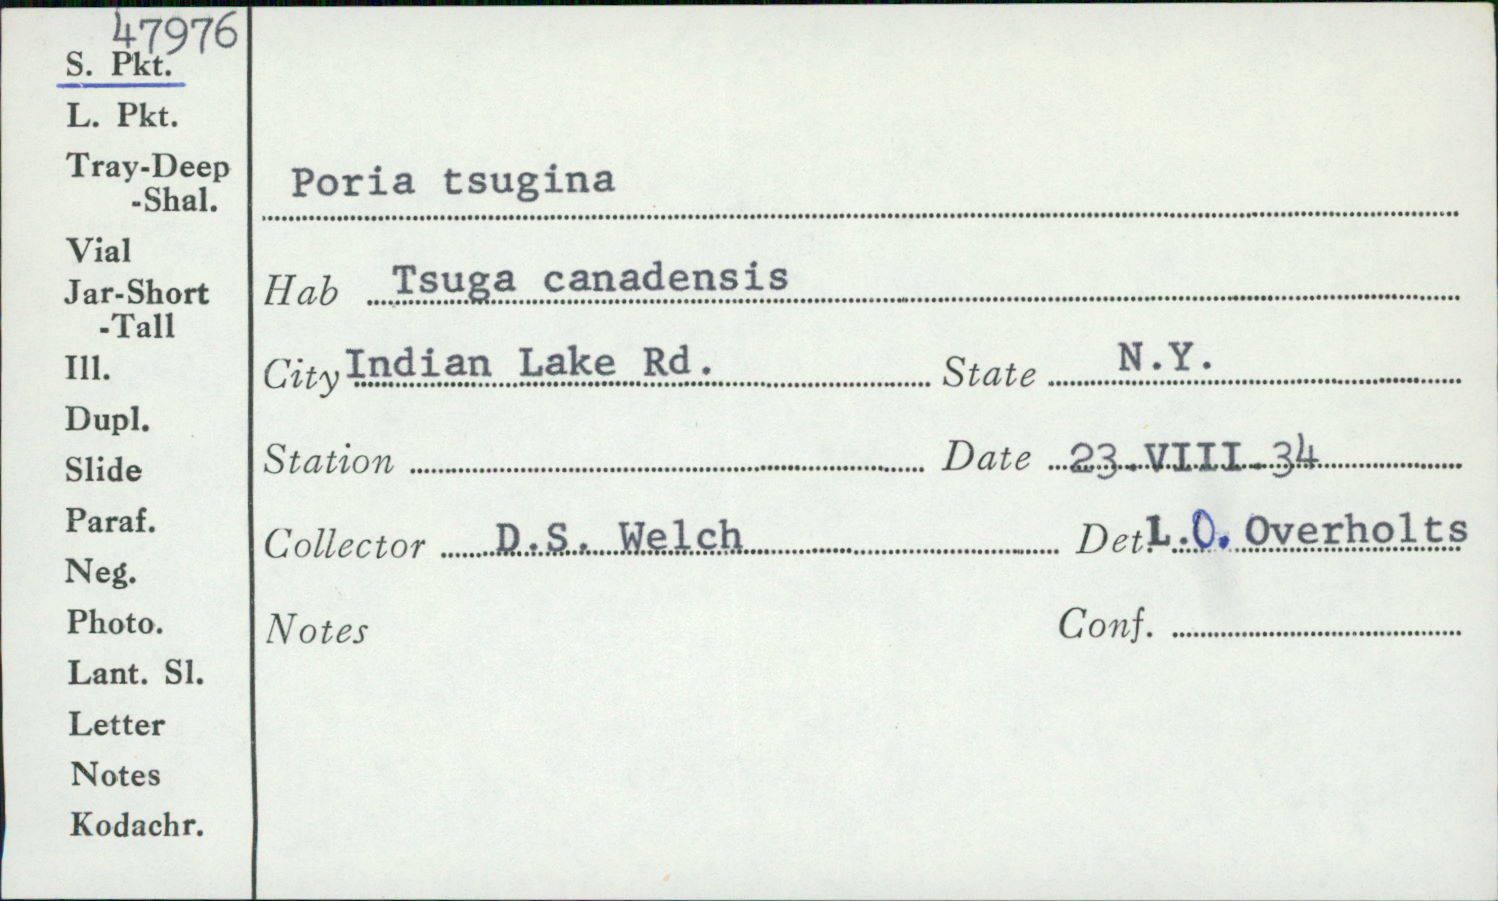 47976
S. Pkt.
L. Pkt.
Tray-Deep
-Shal.
Vial
Jar-Short
-Tall
Ill.
Dupl.
Slide
Paraf.
Neg.
Photo.
Lant. Sl.
Letter
Notes
Kodachr.
Poria tsugina
Hab Tsuga canadensis
City Indian Lake Rd. State N.Y.
Station Date 23.VIII.34
Collector D.S. Welch Det. L.O. Overholts
Notes Conf.